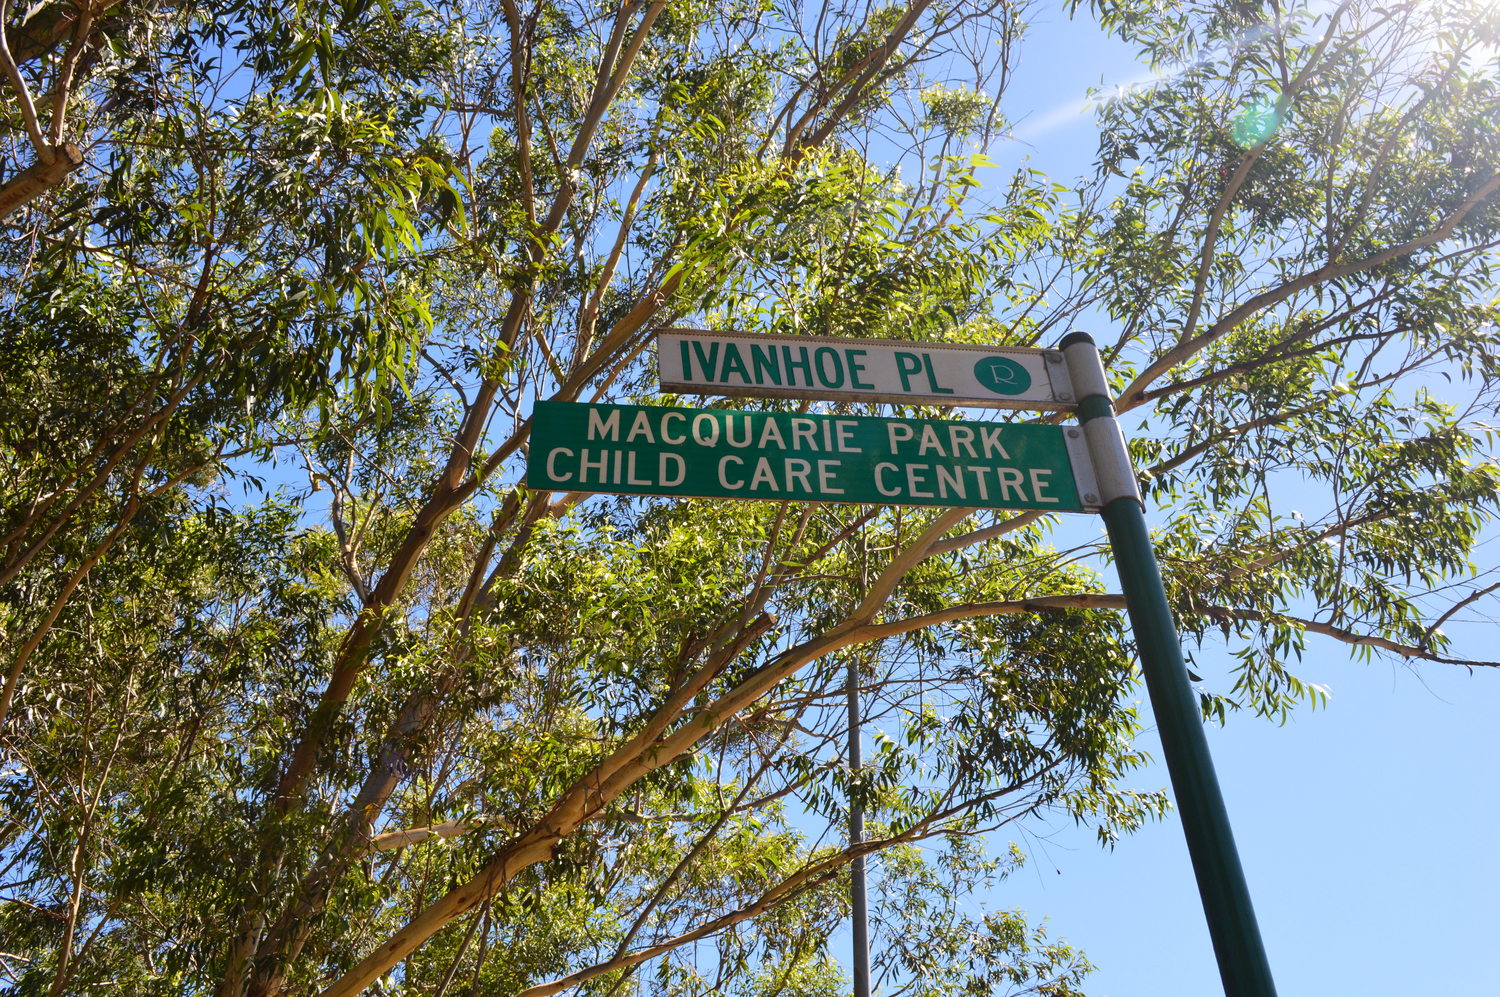 IVANHOE PL R
MACQUARIE PARK
CHILD CARE CENTRE